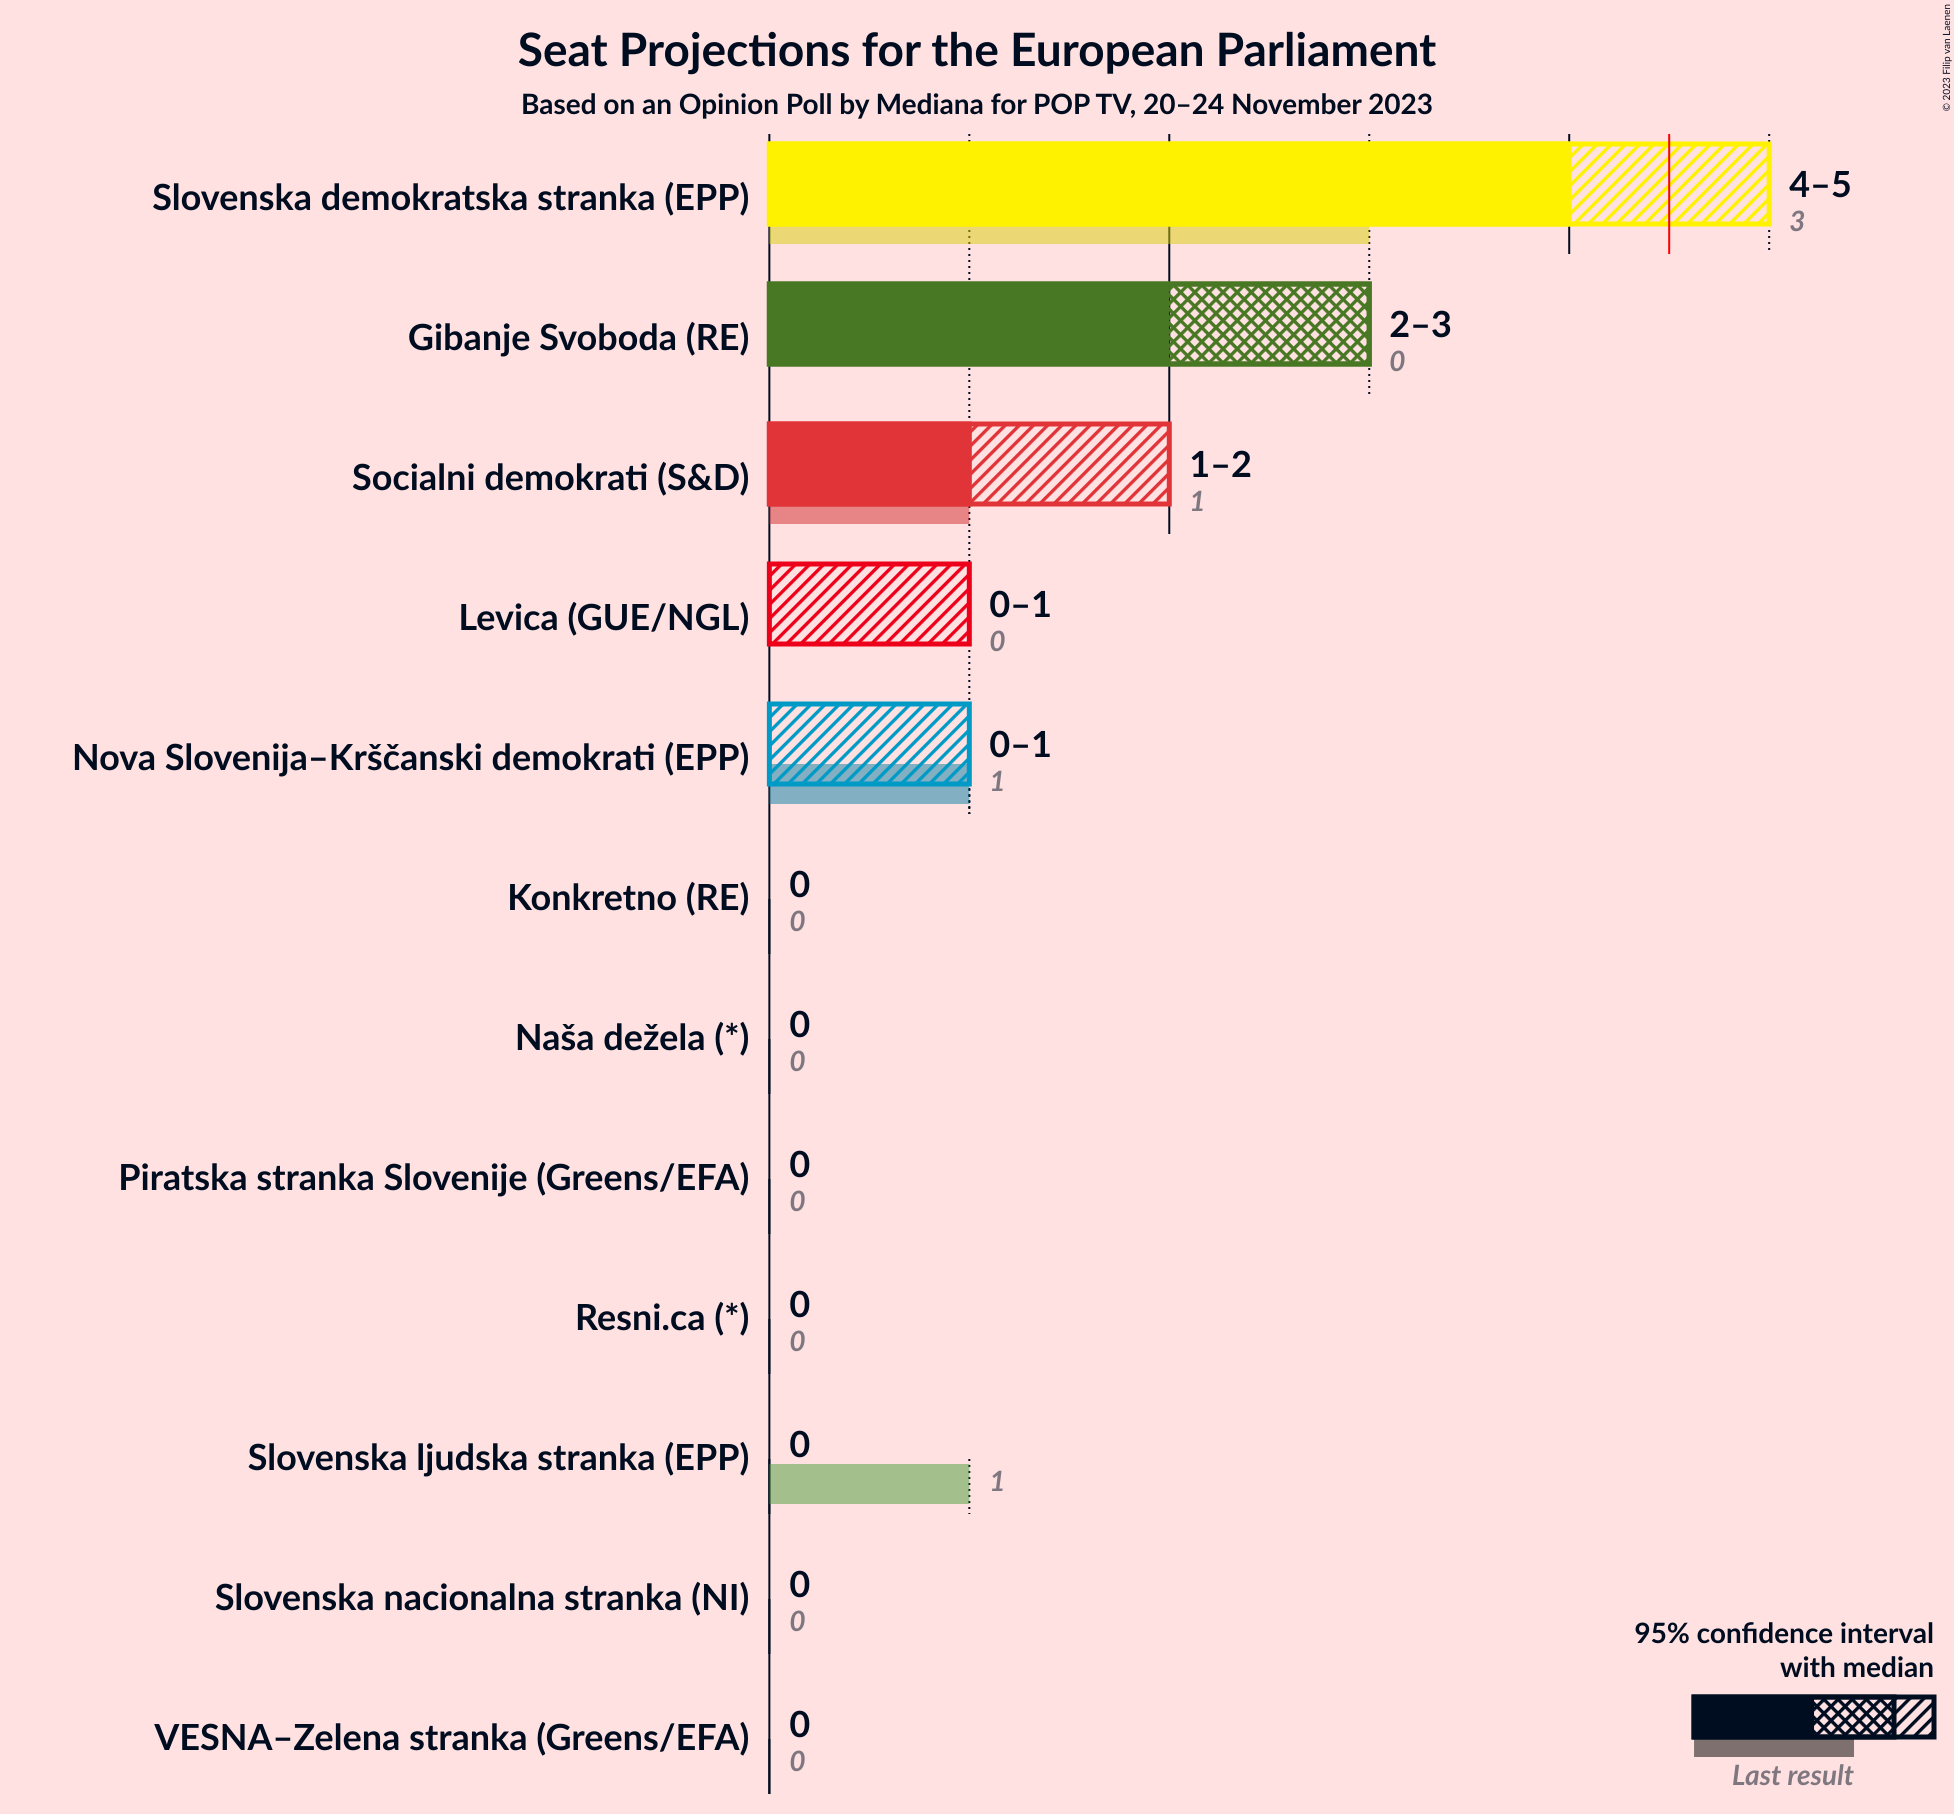 Seat Projections for the European Parliament
Based on an Opinion Poll by Mediana for POP TV, 20–24 November 2023
© 2023 Filip van Laenen
Slovenska demokratska stranka (EPP)
4–5
3
Gibanje Svoboda (RE)
2–3
0
Socialni demokrati (S&D)
1–2
1
Levica (GUE/NGL)
0–1
0
Nova Slovenija–Krščanski demokrati (EPP)
0–1
1
Konkretno (RE)
0
0
Naša dežela (*)
0
0
Piratska stranka Slovenije (Greens/EFA)
0
0
Resni.ca (*)
0
0
Slovenska ljudska stranka (EPP)
0
1
Slovenska nacionalna stranka (NI)
0
0
VESNA–Zelena stranka (Greens/EFA)
0
0
95% confidence interval
with median
Last result